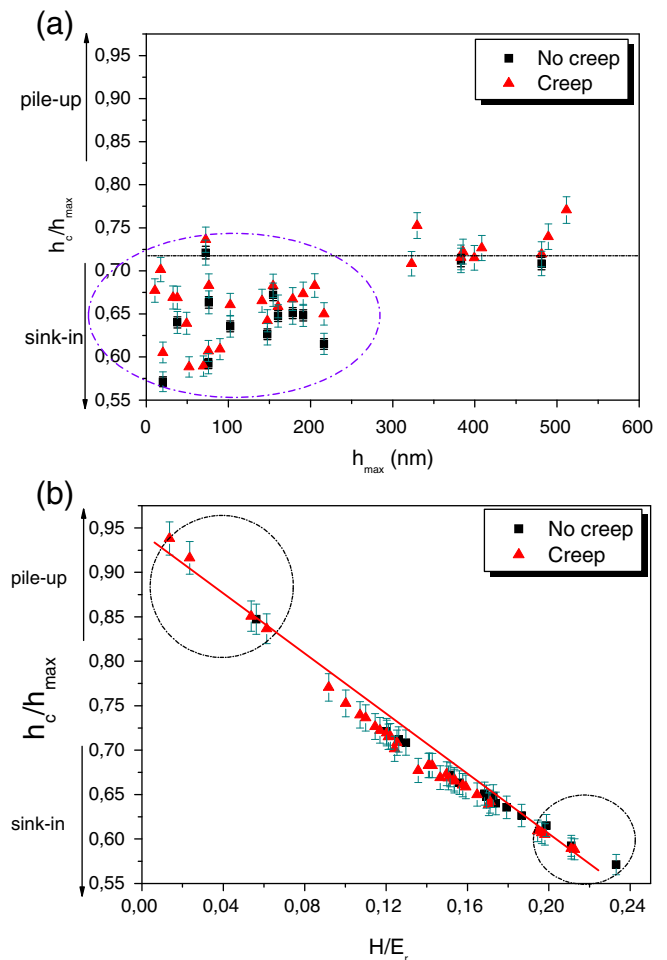 (a)
0,95
0,90
0,85
0,80
0,75
0,70
0,65
0,60
0,55
pile-up
h_c/h_max
sink-in
No creep
Creep
0 100 200 300 400 500 600
h_max (nm)
(b)
0,95
0,90
0,85
0,80
0,75
0,70
0,65
0,60
0,55
pile-up
h_c/h_max
sink-in
No creep
Creep
0,00 0,04 0,08 0,12 0,16 0,20 0,24
H/E_r